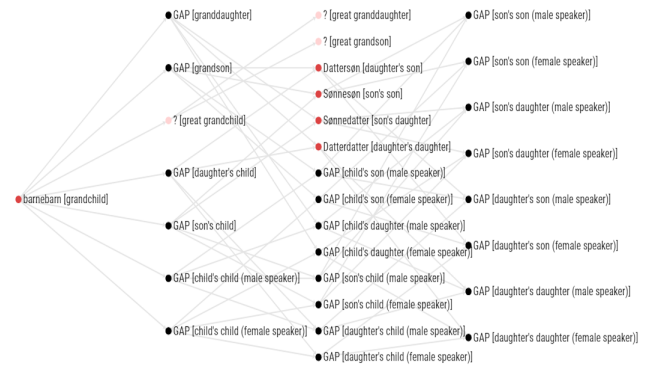 barnebarn [grandchild]
GAP [granddaughter]
GAP [grandson]
? [great grandchild]
GAP [daughter's child]
GAP [son's child]
GAP [child's child (male speaker)]
GAP [child's child (female speaker)]
? [great granddaughter]
? [great grandson]
Dattersøn [daughter's son]
Sønnesøn [son's son]
Sønnedatter [son's daughter]
Datterdatter [daughter's daughter]
GAP [child's son (male speaker)]
GAP [child's son (female speaker)]
GAP [child's daughter (male speaker)]
GAP [child's daughter (female speaker)]
GAP [son's child (male speaker)]
GAP [son's child (female speaker)]
GAP [daughter's child (male speaker)]
GAP [daughter's child (female speaker)]
GAP [son's son (male speaker)]
GAP [son's son (female speaker)]
GAP [son's daughter (male speaker)]
GAP [son's daughter (female speaker)]
GAP [daughter's son (male speaker)]
GAP [daughter's son (female speaker)]
GAP [daughter's daughter (male speaker)]
GAP [daughter's daughter (female speaker)]